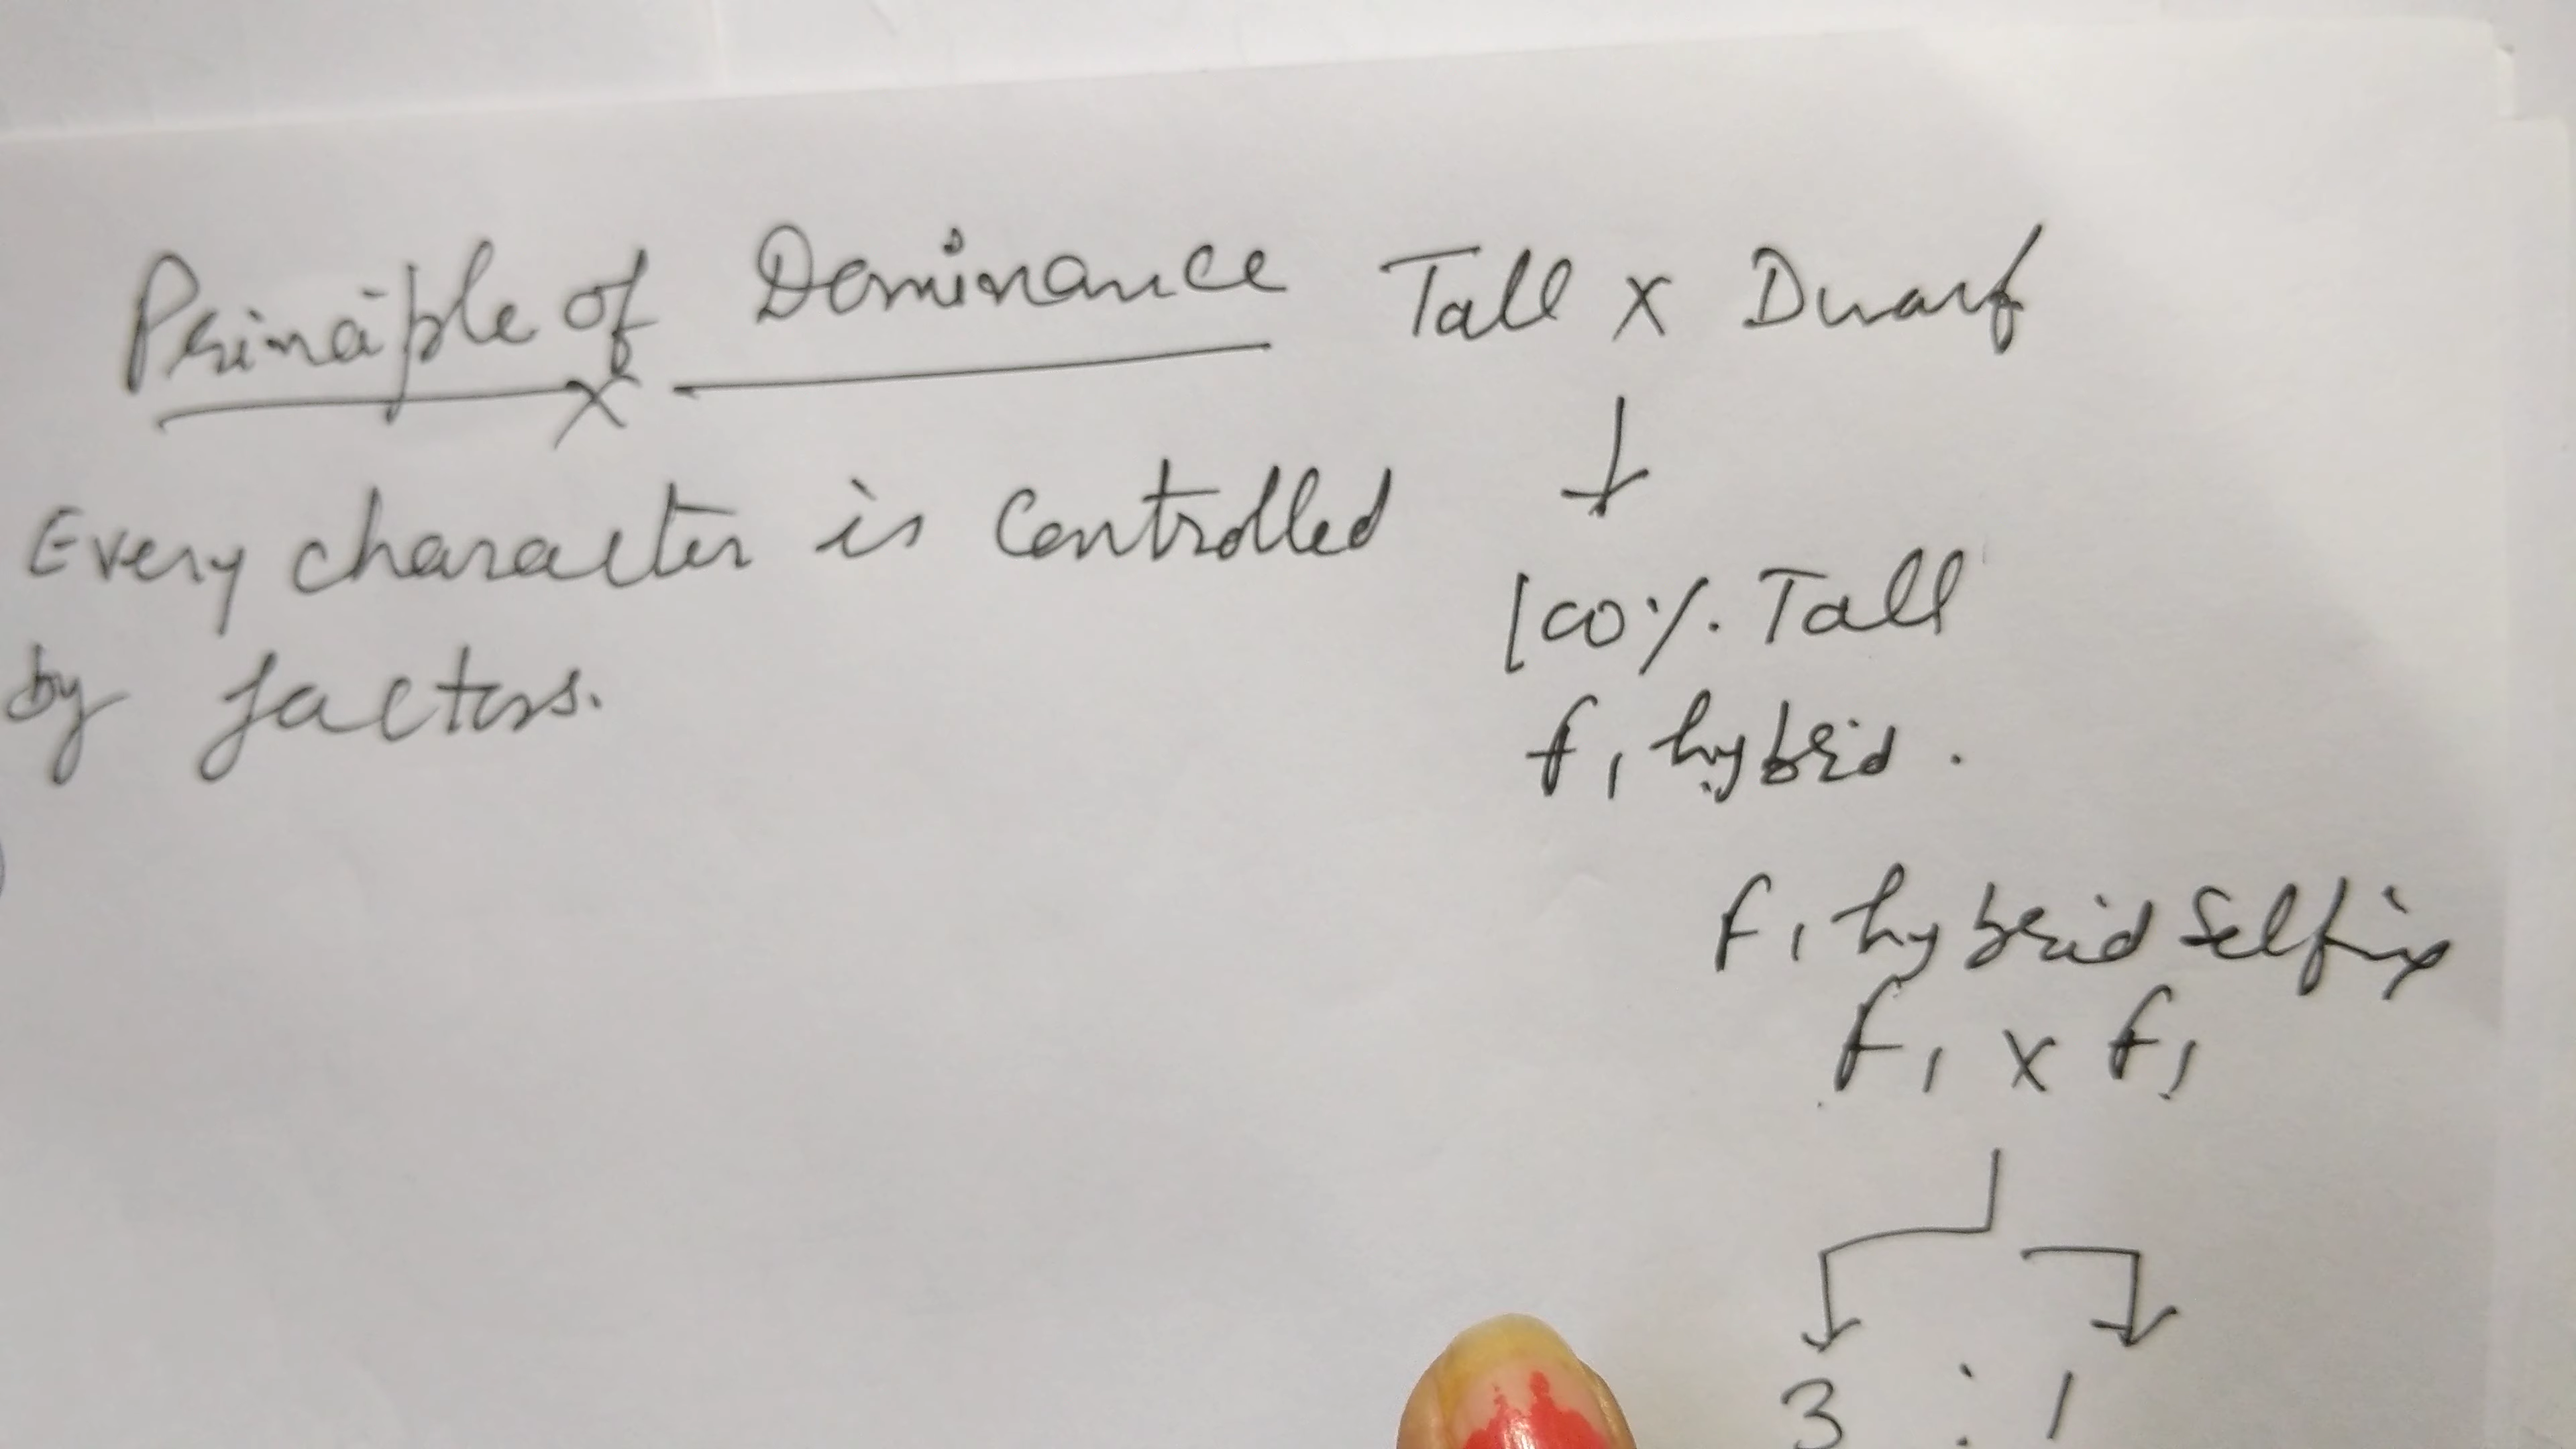 Principle of Dominance
Every character is controlled
by factors.
Tall x Dwarf
100% Tall
f1 hybrid.
F1 hybrid Selfing
F1 x F1
3 : 1